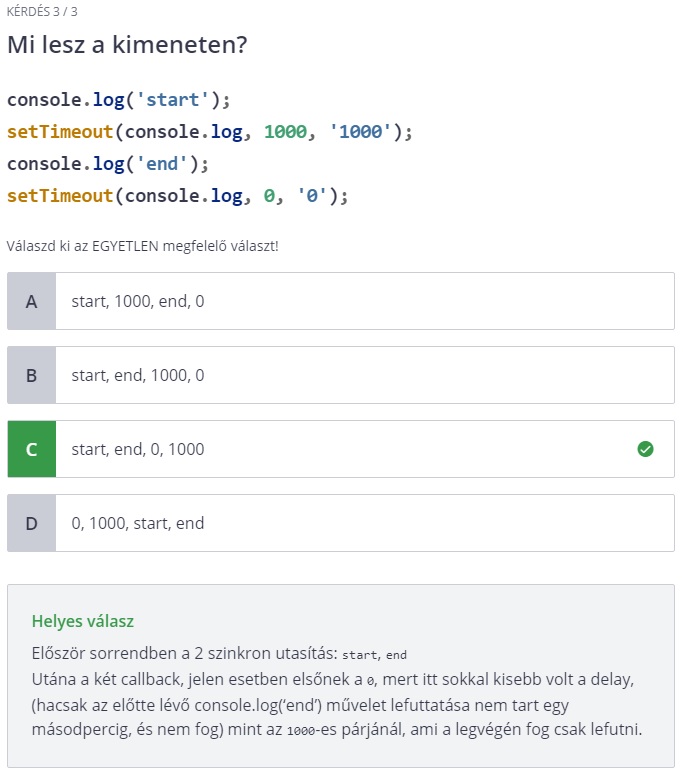 KÉRDÉS 3 / 3
Mi lesz a kimeneten?
console.log('start');
setTimeout(console.log, 1000, '1000');
console.log('end');
setTimeout(console.log, 0, '0');
Válaszd ki az EGYETLEN megfelelő választ!
A start, 1000, end, 0
B start, end, 1000, 0
C start, end, 0, 1000
D 0, 1000, start, end
Helyes válasz
Először sorrendben a 2 szinkron utasítás: start, end
Utána a két callback, jelen esetben elsőnek a 0, mert itt sokkal kisebb volt a delay,
(hacsak az előtte lévő console.log(‘end’) művelet lefuttatása nem tart egy
másodpercig, és nem fog) mint az 1000-es párjánál, ami a legvégén fog csak lefutni.